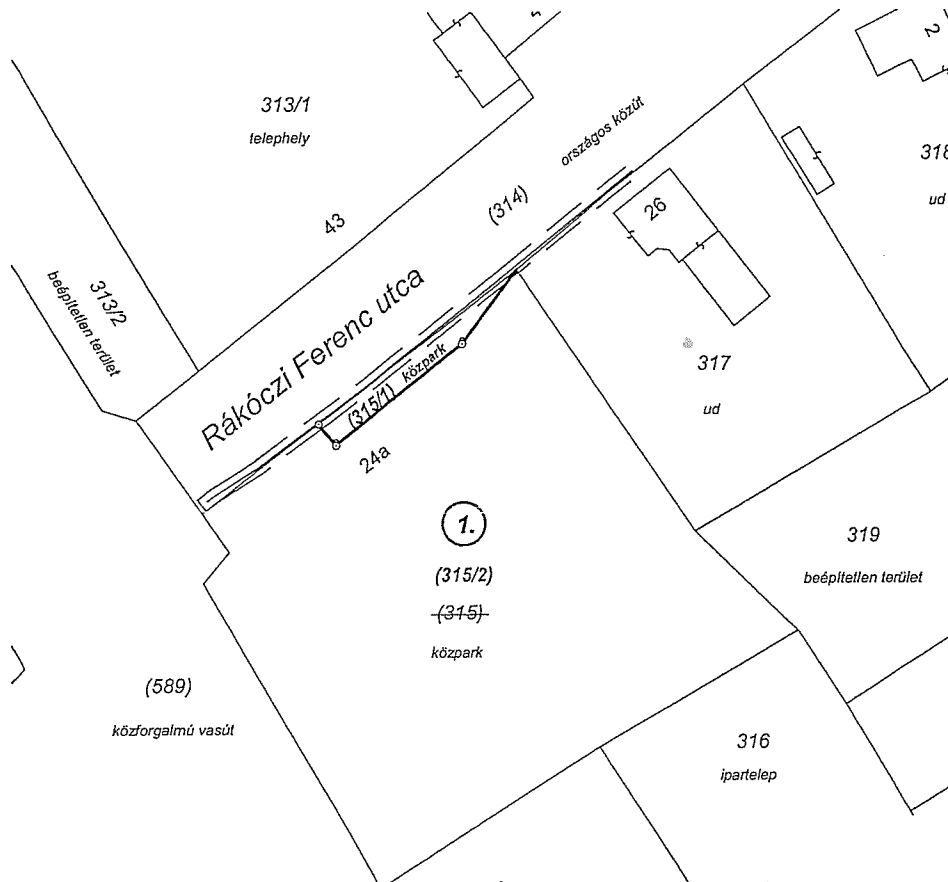 2
313/1
telephely
országos közút
318
ud
43
(314)
26
313/2
beépítetlen terület
Rákóczi Ferenc utca
(315/1) közpark
317
ud
24a
1.
(315/2)
(315)
közpark
319
beépítetlen terület
(589)
közforgalmú vasút
316
ipartelep